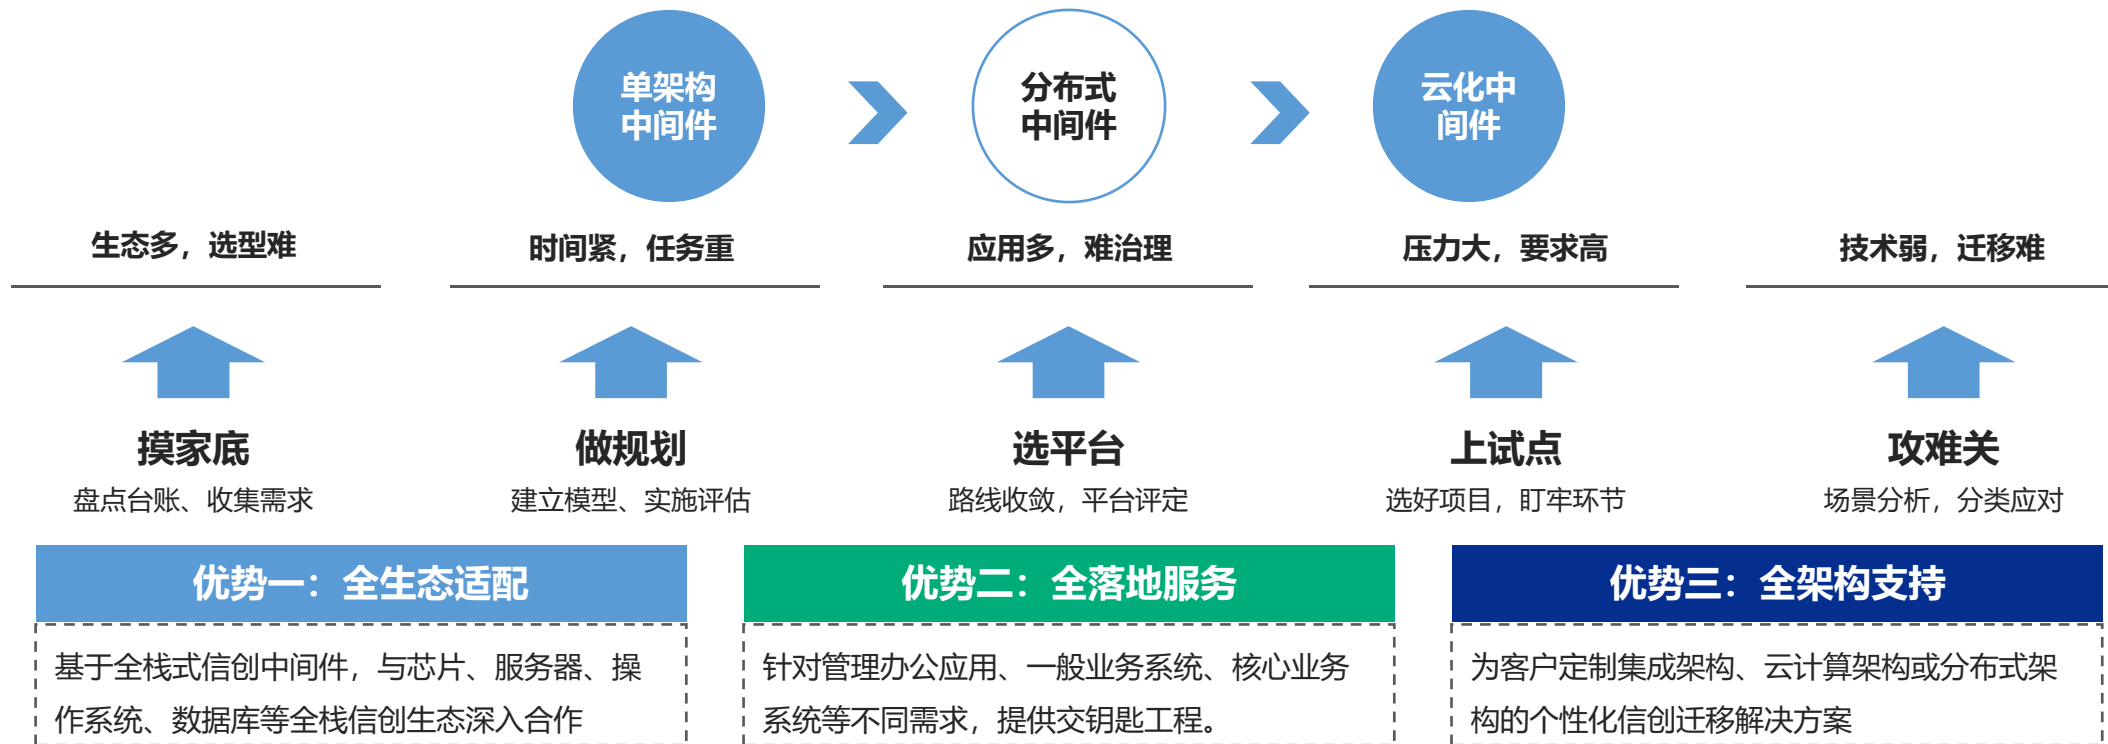 单架构
中间件
分布式
中间件
云化中
间件
生态多，选型难
时间紧，任务重
应用多，难治理
压力大，要求高
技术弱，迁移难
摸家底
做规划
选平台
上试点
攻难关
盘点台账、收集需求
建立模型、实施评估
路线收敛，平台评定
选好项目，盯牢环节
场景分析，分类应对
优势一：全生态适配
基于全栈式信创中间件，与芯片、服务器、操
作系统、数据库等全栈信创生态深入合作
优势二：全落地服务
针对管理办公应用、一般业务系统、核心业务
系统等不同需求，提供交钥匙工程。
优势三：全架构支持
为客户定制集成架构、云计算架构或分布式架
构的个性化信创迁移解决方案